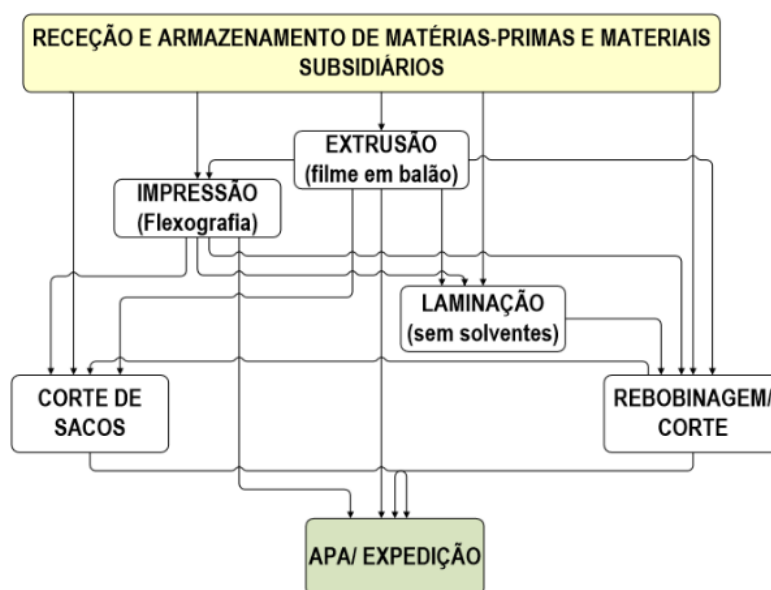 RECEÇÃO E ARMAZENAMENTO DE MATÉRIAS-PRIMAS E MATERIAIS
SUBSIDIÁRIOS
EXTRUSÃO
(filme em balão)
IMPRESSÃO
(Flexografia)
LAMINAÇÃO
(sem solventes)
CORTE DE
SACOS
REBOBINAGEM/
CORTE
APA/ EXPEDIÇÃO